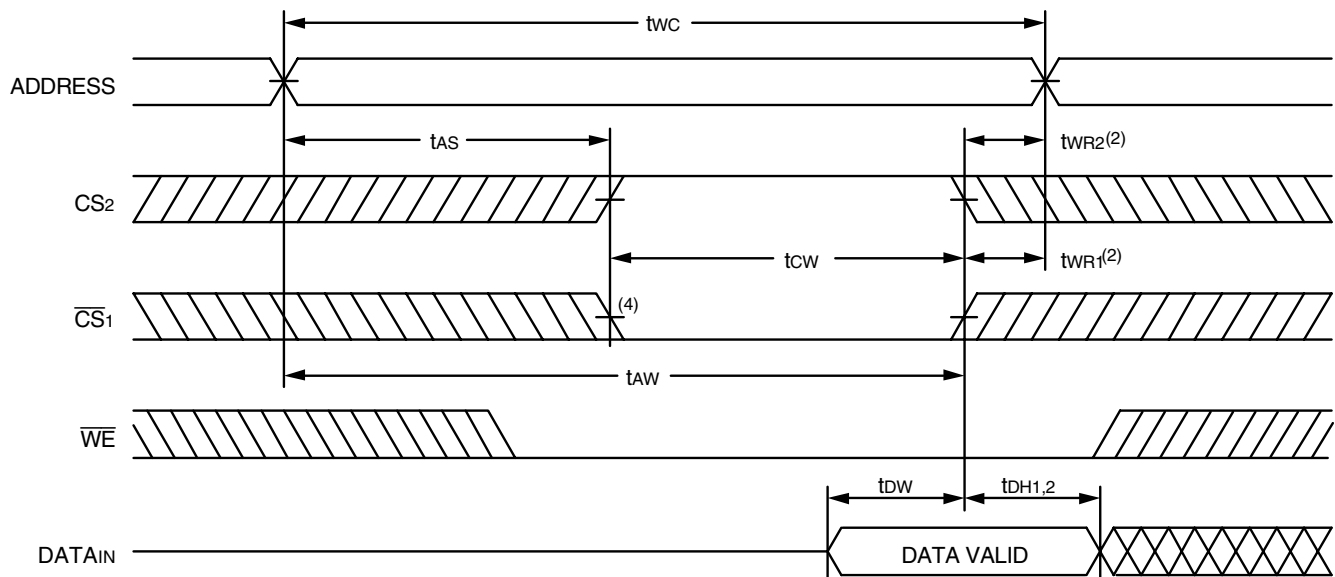 tWC
ADDRESS
tAS
tWR2(2)
CS2
tCW
tWR1(2)
CS1
(4)
tAW
WE
tDW
tDH1,2
DATAIN
DATA VALID